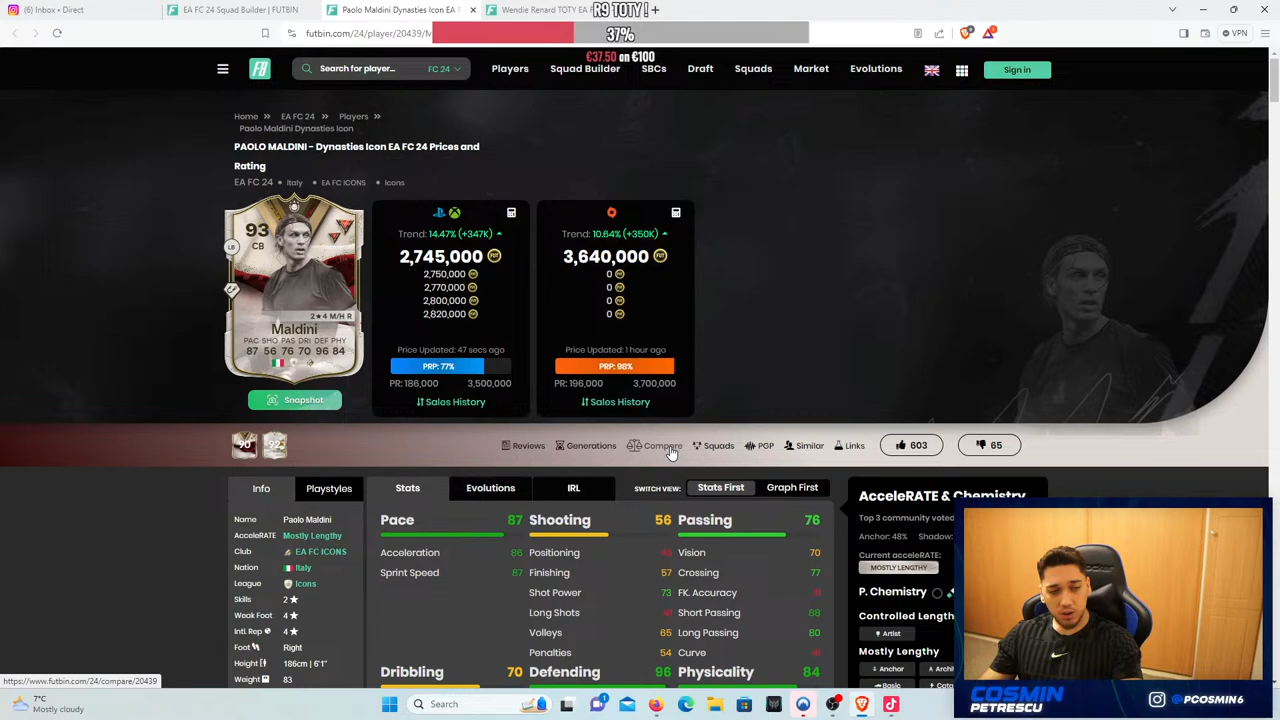 (6) Inbox • Direct
EA FC 24 Squad Builder | FUTBIN
Paolo Maldini Dynasties Icon EA F
Wendie Renard TOTY EA F
R9 TOTY ! +
futbin.com/24/player/20439/
37%
VPN
€37.50 on €100
Search for player...
FC 24
Players
Squad Builder
SBCs
Draft
Squads
Market
Evolutions
Sign in
Home
EA FC 24
Players
Paolo Maldini Dynasties Icon
PAOLO MALDINI - Dynasties Icon EA FC 24 Prices and
Rating
EA FC 24 • Italy • EA FC ICONS • Icons
93
CB
LB
2★4 M/H R
Maldini
PAC SHO PAS DRI DEF PHY
87 56 76 70 96 84
Snapshot
Trend: 14.47% (+347K)
2,745,000
2,750,000
2,770,000
2,800,000
2,820,000
Price Updated: 47 secs ago
PRP: 77%
PR: 186,000 3,500,000
Sales History
Trend: 10.64% (+350K)
3,640,000
0
0
0
0
Price Updated: 1 hour ago
PRP: 98%
PR: 196,000 3,700,000
Sales History
90
92
Reviews
Generations
Compare
Squads
PGP
Similar
Links
603
65
Info
Playstyles
Name Paolo Maldini
AcceleRATE Mostly Lengthy
Club EA FC ICONS
Nation Italy
League Icons
Skills 2★
Weak Foot 4★
Intl. Rep 4★
Foot Right
Height 186cm | 6'1"
Weight 83
Stats
Evolutions
IRL
SWITCH VIEW:
Stats First
Graph First
Pace 87
Acceleration 86
Sprint Speed 87
Shooting 56
Positioning
Finishing 57
Shot Power 73
Long Shots
Volleys 65
Penalties 54
Passing 76
Vision 70
Crossing 77
FK. Accuracy
Short Passing 88
Long Passing 80
Curve
Dribbling 70
Defending 96
Physicality 84
AcceleRATE & Chemistry
Top 3 community voted
Anchor: 48% Shadow:
Current acceleRATE:
MOSTLY LENGTHY
P. Chemistry
Controlled Length
Artist
Mostly Lengthy
Anchor
Basic
https://www.futbin.com/24/compare/20439
7°C
Mostly cloudy
Search
COSMIN
PETRESCU
@PCOSMIN6